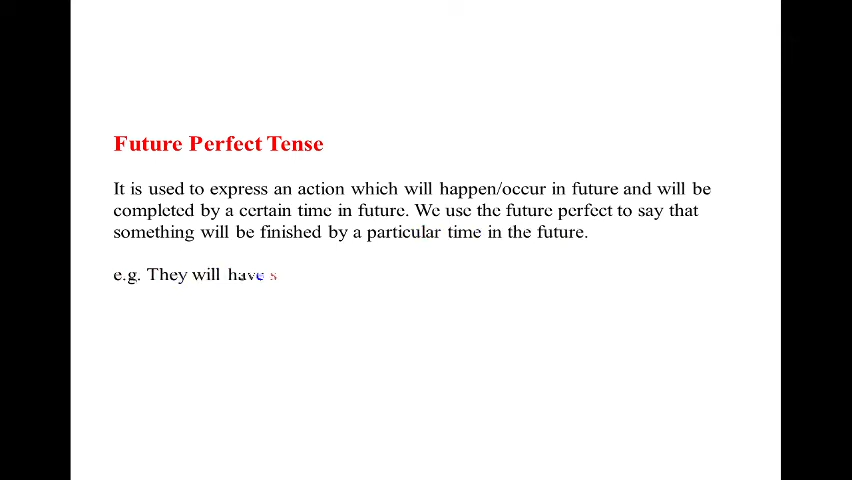 Future Perfect Tense
It is used to express an action which will happen/occur in future and will be
completed by a certain time in future. We use the future perfect to say that
something will be finished by a particular time in the future.
e.g. They will have s